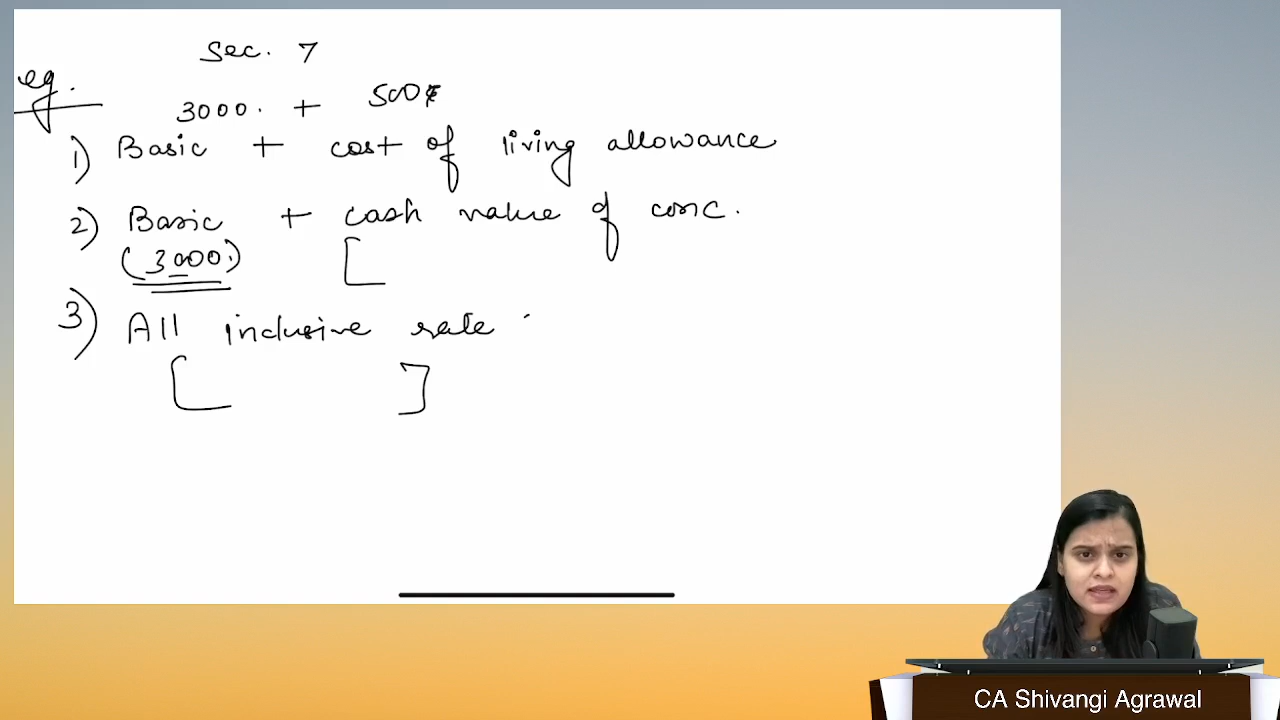 Sec. 7
eg.
3000. +
1) Basic + cost of living allowance
2) Basic + cash value of conc.
(3000.)
3) All inclusive rate
CA Shivangi Agrawal